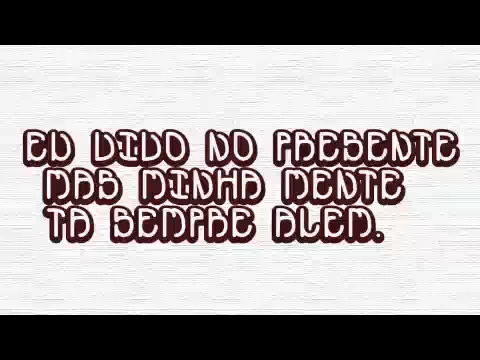 EU VIVO NO PRESENTE
MAS MINHA MENTE
TA SEMPRE ALEM.